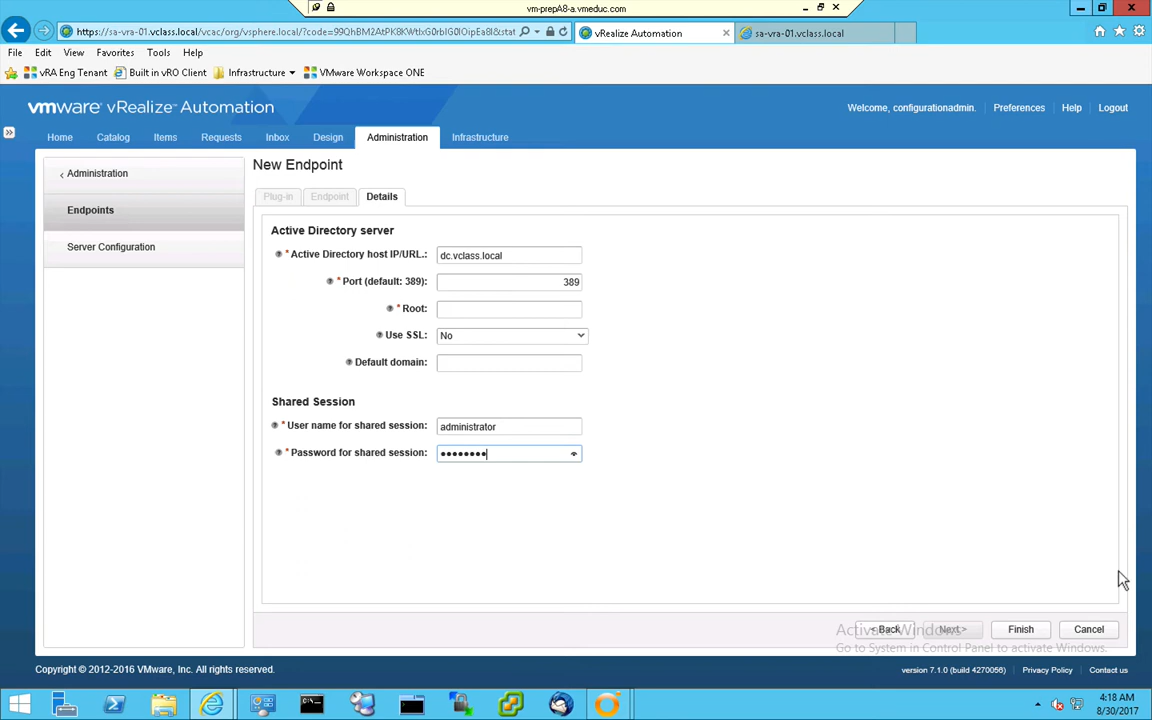 vm-prepA8-a.vmeduc.com
https://sa-vra-01.vclass.local/vcac/org/vsphere.local/?code=99QhBM2AtPK8KWtlxG0rbIG0IOipEa8I&stat
vRealize Automation
sa-vra-01.vclass.local
File Edit View Favorites Tools Help
vRA Eng Tenant Built in vRO Client Infrastructure VMware Workspace ONE
vmware vRealize Automation
Welcome, configurationadmin. Preferences Help Logout
Home Catalog Items Requests Inbox Design Administration Infrastructure
< Administration
Endpoints
Server Configuration
New Endpoint
Plug-in Endpoint Details
Active Directory server
* Active Directory host IP/URL.: dc.vclass.local
* Port (default: 389): 389
* Root:
Use SSL: No
Default domain:
Shared Session
* User name for shared session: administrator
* Password for shared session: ••••••••
< Back Next > Finish Cancel
Activate Windows
Go to System in Control Panel to activate Windows.
Copyright © 2012-2016 VMware, Inc. All rights reserved.
version 7.1.0 (build 4270056) Privacy Policy Contact us
4:18 AM
8/30/2017